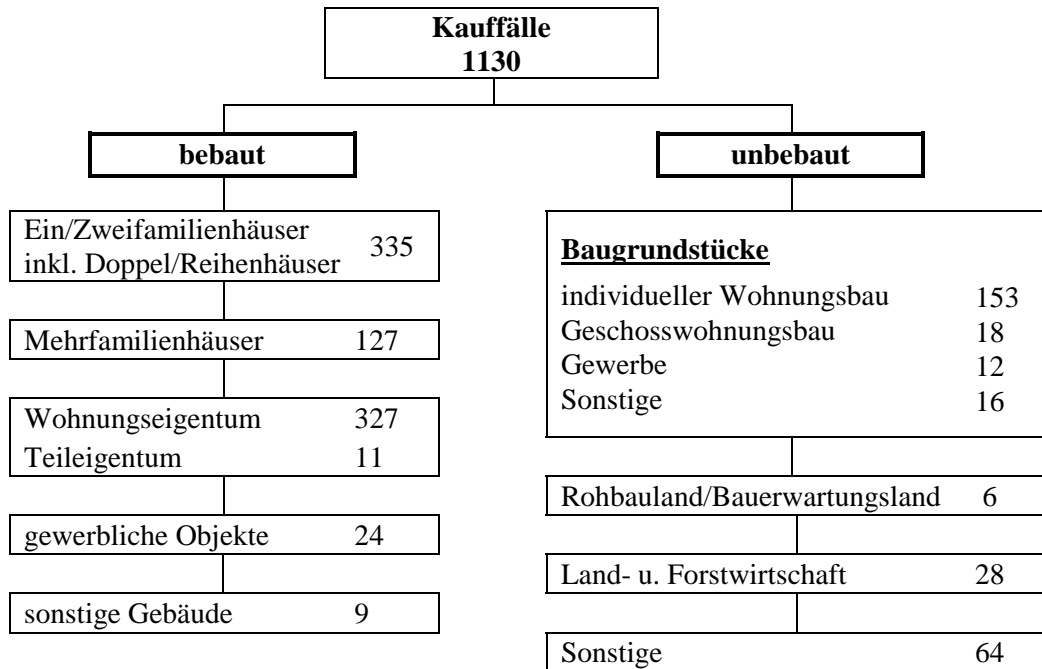 Kauffälle
1130
bebaut
Ein/Zweifamilienhäuser
inkl. Doppel/Reihenhäuser 335
Mehrfamilienhäuser 127
Wohnungseigentum 327
Teileigentum 11
gewerbliche Objekte 24
sonstige Gebäude 9
unbebaut
Baugrundstücke
individueller Wohnungsbau 153
Geschosswohnungsbau 18
Gewerbe 12
Sonstige 16
Rohbauland/Bauerwartungsland 6
Land- u. Forstwirtschaft 28
Sonstige 64